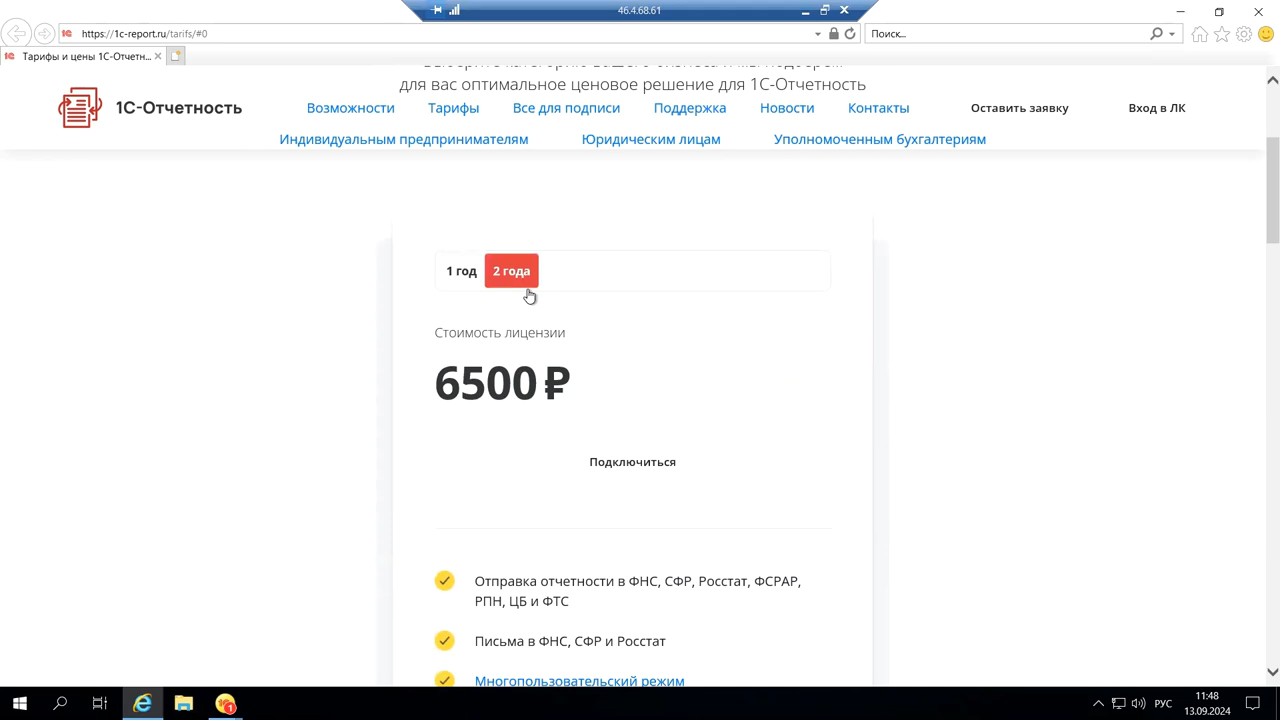 46.4.68.61
https://1c-report.ru/tarifs/#0
Поиск...
Тарифы и цены 1С-Отчетн...
для вас оптимальное ценовое решение для 1С-Отчетность
1С-Отчетность
Возможности Тарифы Все для подписи Поддержка Новости Контакты Оставить заявку Вход в ЛК
Индивидуальным предпринимателям Юридическим лицам Уполномоченным бухгалтериям
1 год 2 года
Стоимость лицензии
6500 ₽
Подключиться
Отправка отчетности в ФНС, СФР, Росстат, ФСРАР,
РПН, ЦБ и ФТС
Письма в ФНС, СФР и Росстат
Многопользовательский режим
РУС
11:48
13.09.2024